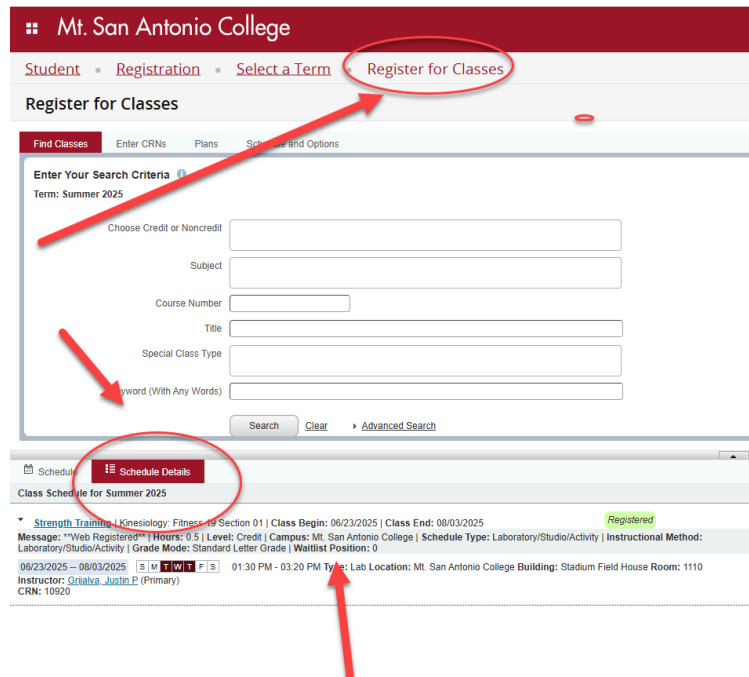 Mt. San Antonio College
Student • Registration • Select a Term • Register for Classes
Register for Classes
Find Classes Enter CRNs Plans Schedule and Options
Enter Your Search Criteria
Term: Summer 2025
Choose Credit or Noncredit
Subject
Course Number
Title
Special Class Type
Keyword (With Any Words)
Search Clear Advanced Search
Schedule Schedule Details
Class Schedule for Summer 2025
Strength Training | Kinesiology: Fitness 19 Section 01 | Class Begin: 06/23/2025 | Class End: 08/03/2025 Registered
Message: **Web Registered** | Hours: 0.5 | Level: Credit | Campus: Mt. San Antonio College | Schedule Type: Laboratory/Studio/Activity | Instructional Method:
Laboratory/Studio/Activity | Grade Mode: Standard Letter Grade | Waitlist Position: 0
06/23/2025 -- 08/03/2025 S M T W T F S 01:30 PM - 03:20 PM Type: Lab Location: Mt. San Antonio College Building: Stadium Field House Room: 1110
Instructor: Grijalva, Justin P (Primary)
CRN: 10920